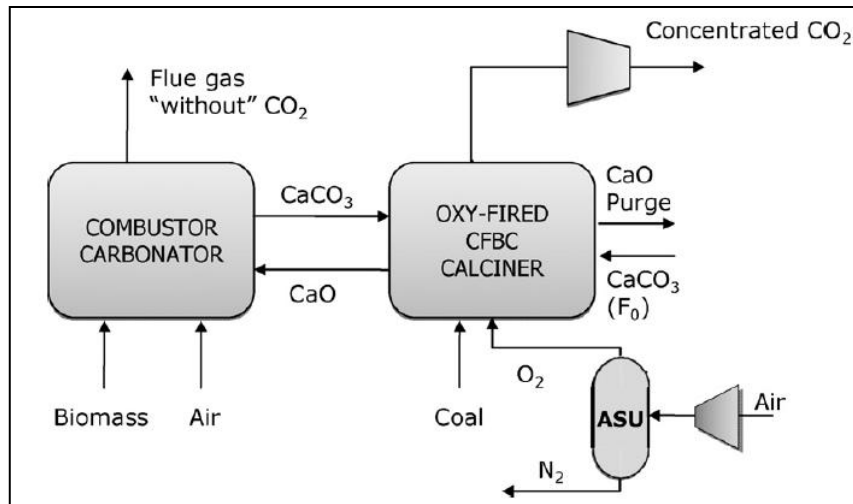 Concentrated CO₂
Flue gas
"without" CO₂
COMBUSTOR
CARBONATOR
CaCO₃
CaO
OXY-FIRED
CFBC
CALCINER
CaO
Purge
CaCO₃
(F₀)
Biomass
Air
Coal
O₂
ASU
Air
N₂